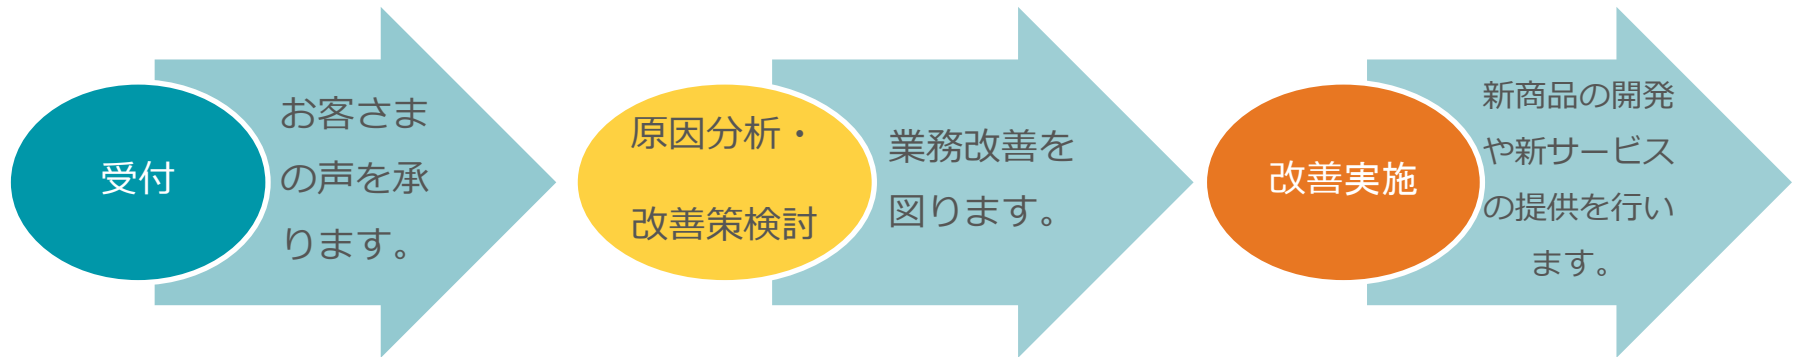 受付
お客さま
の声を承
ります。
原因分析・
改善策検討
業務改善を
図ります。
改善実施
新商品の開発
や新サービス
の提供を行い
ます。